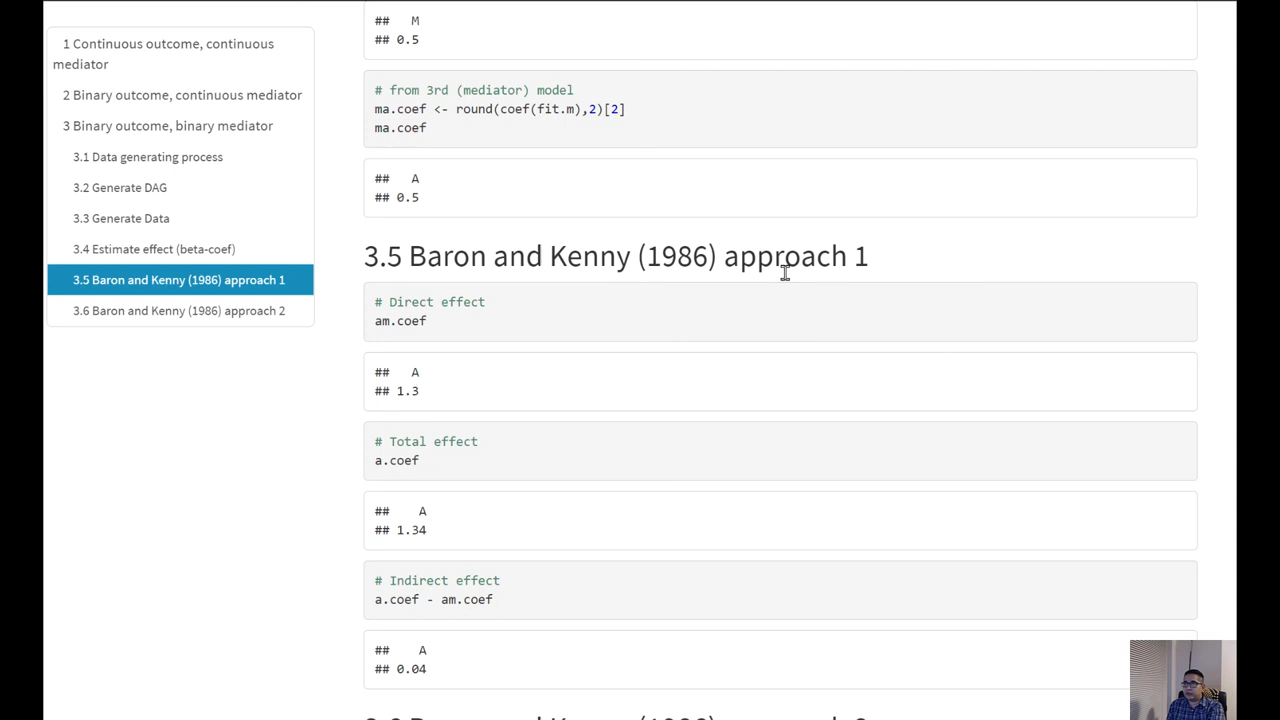 1 Continuous outcome, continuous
mediator
2 Binary outcome, continuous mediator
3 Binary outcome, binary mediator
3.1 Data generating process
3.2 Generate DAG
3.3 Generate Data
3.4 Estimate effect (beta-coef)
3.5 Baron and Kenny (1986) approach 1
3.6 Baron and Kenny (1986) approach 2
##   M
## 0.5
# from 3rd (mediator) model
ma.coef <- round(coef(fit.m),2)[2]
ma.coef
##   A
## 0.5
3.5 Baron and Kenny (1986) approach 1
# Direct effect
am.coef
##   A
## 1.3
# Total effect
a.coef
##    A
## 1.34
# Indirect effect
a.coef - am.coef
##    A
## 0.04